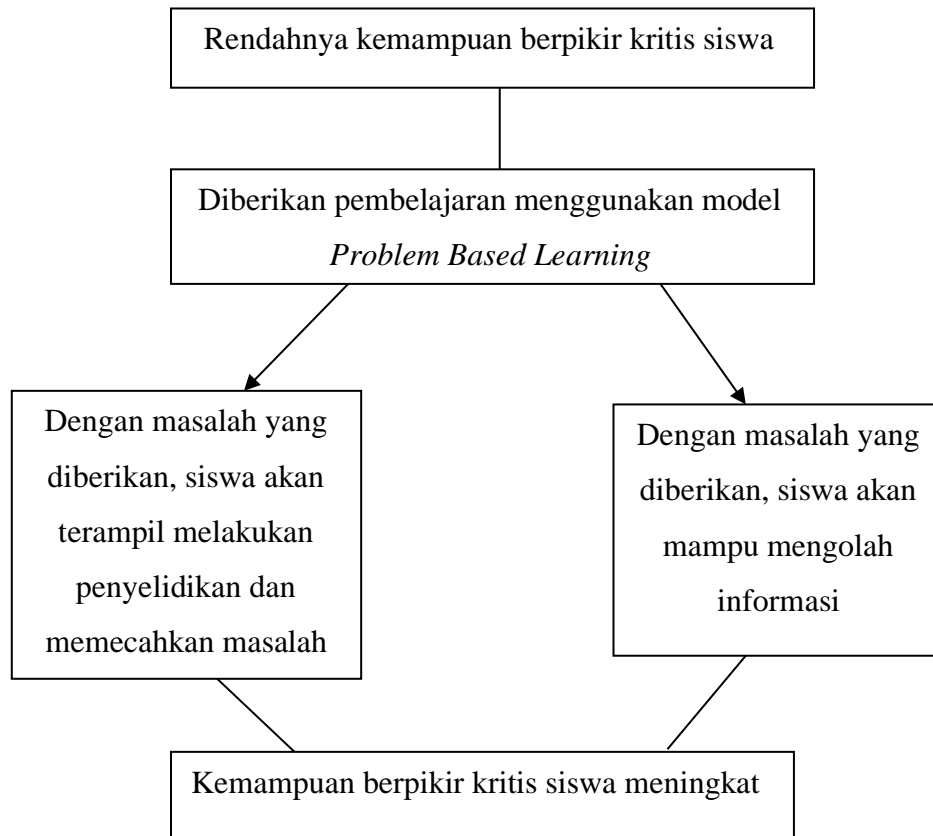 Rendahnya kemampuan berpikir kritis siswa
Diberikan pembelajaran menggunakan model
Problem Based Learning
Dengan masalah yang
diberikan, siswa akan
terampil melakukan
penyelidikan dan
memecahkan masalah
Dengan masalah yang
diberikan, siswa akan
mampu mengolah
informasi
Kemampuan berpikir kritis siswa meningkat